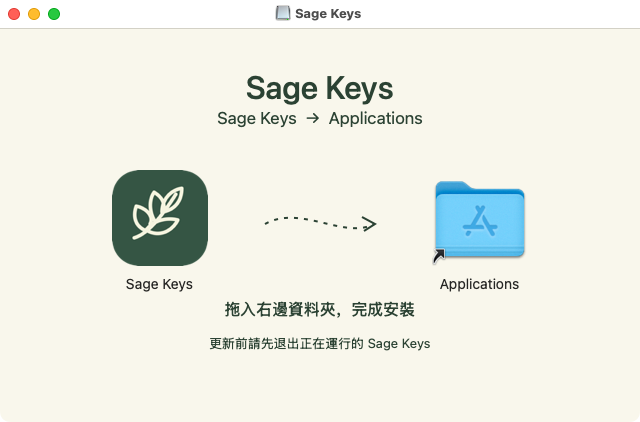 Sage Keys
Sage Keys
Sage Keys → Applications
Sage Keys
Applications
拖入右邊資料夾，完成安裝
更新前請先退出正在運行的 Sage Keys